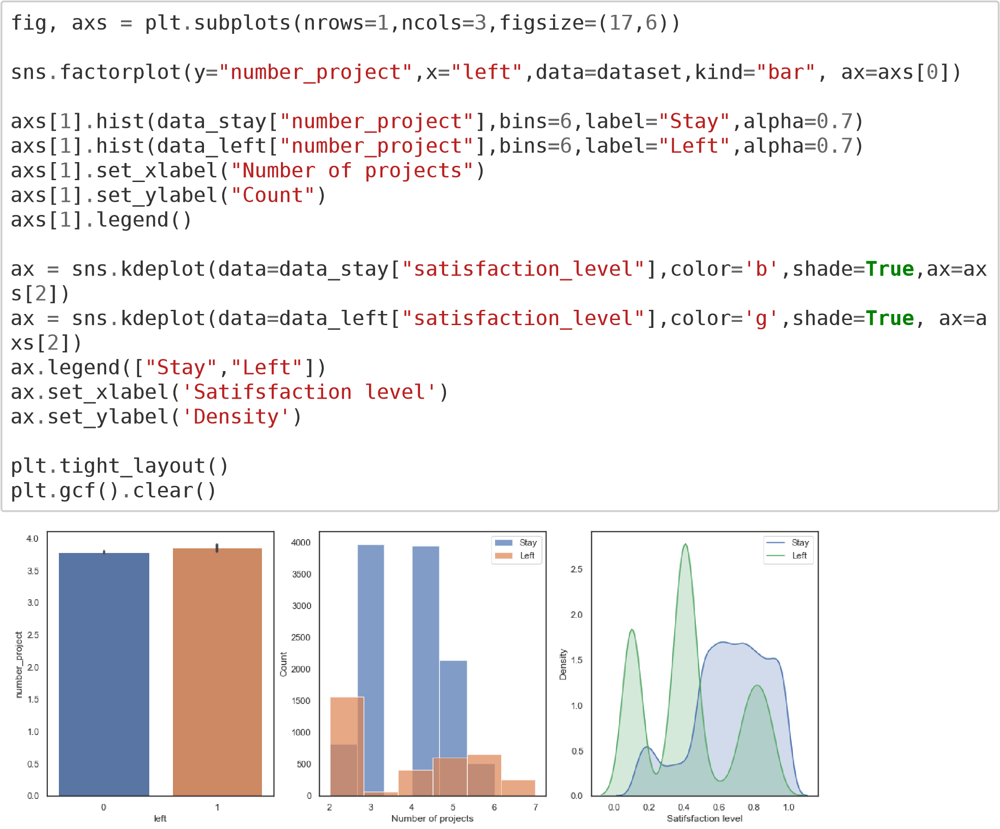 fig, axs = plt.subplots(nrows=1,ncols=3,figsize=(17,6))
sns.factorplot(y="number_project",x="left",data=dataset,kind="bar", ax=axs[0])
axs[1].hist(data_stay["number_project"],bins=6,label="Stay",alpha=0.7)
axs[1].hist(data_left["number_project"],bins=6,label="Left",alpha=0.7)
axs[1].set_xlabel("Number of projects")
axs[1].set_ylabel("Count")
axs[1].legend()
ax = sns.kdeplot(data=data_stay["satisfaction_level"],color='b',shade=True,ax=ax
s[2])
ax = sns.kdeplot(data=data_left["satisfaction_level"],color='g',shade=True, ax=a
xs[2])
ax.legend(["Stay","Left"])
ax.set_xlabel('Satifsfaction level')
ax.set_ylabel('Density')
plt.tight_layout()
plt.gcf().clear()
4.0
3.5
3.0
2.5
2.0
1.5
1.0
0.5
0.0
number_project
0 1
left
4000
3500
3000
2500
2000
1500
1000
500
0
Count
Stay
Left
2 3 4 5 6 7
Number of projects
2.5
2.0
1.5
1.0
0.5
0.0
Density
Stay
Left
0.0 0.2 0.4 0.6 0.8 1.0
Satifsfaction level